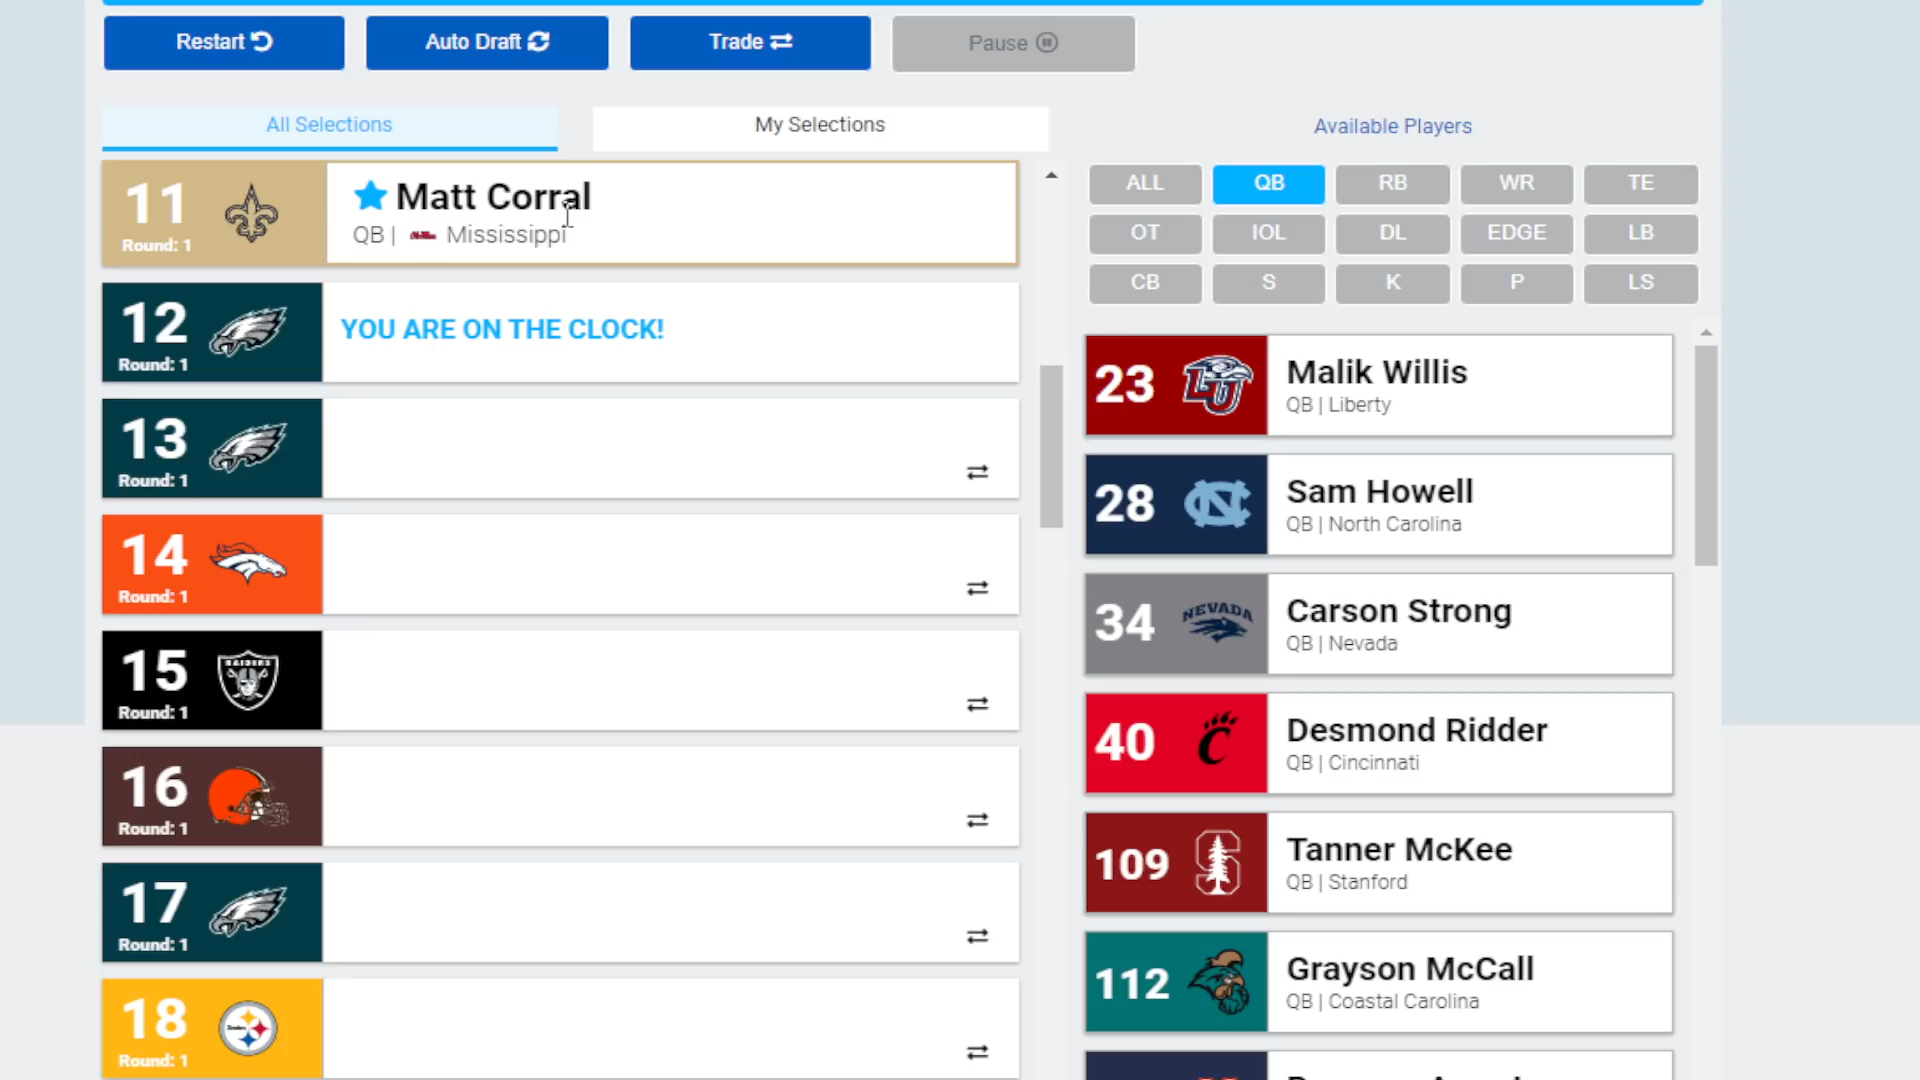 Restart
Auto Draft
Trade
Pause
All Selections
My Selections
Available Players
11
Round: 1
Matt Corral
QB | Mississippi
12
Round: 1
YOU ARE ON THE CLOCK!
13
Round: 1
14
Round: 1
15
RAIDERS
Round: 1
16
Round: 1
17
Round: 1
18
Round: 1
ALL
QB
RB
WR
TE
OT
IOL
DL
EDGE
LB
CB
S
K
P
LS
23
LU
Malik Willis
QB | Liberty
28
NC
Sam Howell
QB | North Carolina
34
NEVADA
Carson Strong
QB | Nevada
40
C
Desmond Ridder
QB | Cincinnati
109
S
Tanner McKee
QB | Stanford
112
Grayson McCall
QB | Coastal Carolina